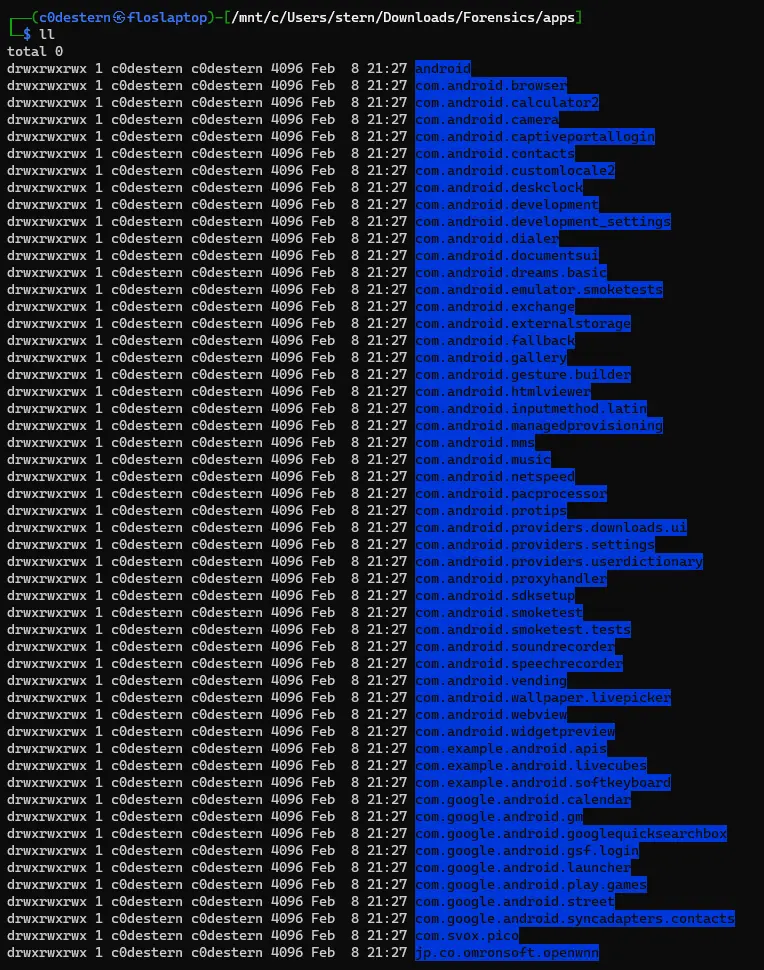 ┌──(c0destern㉿floslaptop)-[/mnt/c/Users/stern/Downloads/Forensics/apps]
└─$ ll
total 0
drwxrwxrwx 1 c0destern c0destern 4096 Feb  8 21:27 android
drwxrwxrwx 1 c0destern c0destern 4096 Feb  8 21:27 com.android.browser
drwxrwxrwx 1 c0destern c0destern 4096 Feb  8 21:27 com.android.calculator2
drwxrwxrwx 1 c0destern c0destern 4096 Feb  8 21:27 com.android.camera
drwxrwxrwx 1 c0destern c0destern 4096 Feb  8 21:27 com.android.captiveportallogin
drwxrwxrwx 1 c0destern c0destern 4096 Feb  8 21:27 com.android.contacts
drwxrwxrwx 1 c0destern c0destern 4096 Feb  8 21:27 com.android.customlocale2
drwxrwxrwx 1 c0destern c0destern 4096 Feb  8 21:27 com.android.deskclock
drwxrwxrwx 1 c0destern c0destern 4096 Feb  8 21:27 com.android.development
drwxrwxrwx 1 c0destern c0destern 4096 Feb  8 21:27 com.android.development_settings
drwxrwxrwx 1 c0destern c0destern 4096 Feb  8 21:27 com.android.dialer
drwxrwxrwx 1 c0destern c0destern 4096 Feb  8 21:27 com.android.documentsui
drwxrwxrwx 1 c0destern c0destern 4096 Feb  8 21:27 com.android.dreams.basic
drwxrwxrwx 1 c0destern c0destern 4096 Feb  8 21:27 com.android.emulator.smoketests
drwxrwxrwx 1 c0destern c0destern 4096 Feb  8 21:27 com.android.exchange
drwxrwxrwx 1 c0destern c0destern 4096 Feb  8 21:27 com.android.externalstorage
drwxrwxrwx 1 c0destern c0destern 4096 Feb  8 21:27 com.android.fallback
drwxrwxrwx 1 c0destern c0destern 4096 Feb  8 21:27 com.android.gallery
drwxrwxrwx 1 c0destern c0destern 4096 Feb  8 21:27 com.android.gesture.builder
drwxrwxrwx 1 c0destern c0destern 4096 Feb  8 21:27 com.android.htmlviewer
drwxrwxrwx 1 c0destern c0destern 4096 Feb  8 21:27 com.android.inputmethod.latin
drwxrwxrwx 1 c0destern c0destern 4096 Feb  8 21:27 com.android.managedprovisioning
drwxrwxrwx 1 c0destern c0destern 4096 Feb  8 21:27 com.android.mms
drwxrwxrwx 1 c0destern c0destern 4096 Feb  8 21:27 com.android.music
drwxrwxrwx 1 c0destern c0destern 4096 Feb  8 21:27 com.android.netspeed
drwxrwxrwx 1 c0destern c0destern 4096 Feb  8 21:27 com.android.pacprocessor
drwxrwxrwx 1 c0destern c0destern 4096 Feb  8 21:27 com.android.protips
drwxrwxrwx 1 c0destern c0destern 4096 Feb  8 21:27 com.android.providers.downloads.ui
drwxrwxrwx 1 c0destern c0destern 4096 Feb  8 21:27 com.android.providers.settings
drwxrwxrwx 1 c0destern c0destern 4096 Feb  8 21:27 com.android.providers.userdictionary
drwxrwxrwx 1 c0destern c0destern 4096 Feb  8 21:27 com.android.proxyhandler
drwxrwxrwx 1 c0destern c0destern 4096 Feb  8 21:27 com.android.sdksetup
drwxrwxrwx 1 c0destern c0destern 4096 Feb  8 21:27 com.android.smoketest
drwxrwxrwx 1 c0destern c0destern 4096 Feb  8 21:27 com.android.smoketest.tests
drwxrwxrwx 1 c0destern c0destern 4096 Feb  8 21:27 com.android.soundrecorder
drwxrwxrwx 1 c0destern c0destern 4096 Feb  8 21:27 com.android.speechrecorder
drwxrwxrwx 1 c0destern c0destern 4096 Feb  8 21:27 com.android.vending
drwxrwxrwx 1 c0destern c0destern 4096 Feb  8 21:27 com.android.wallpaper.livepicker
drwxrwxrwx 1 c0destern c0destern 4096 Feb  8 21:27 com.android.webview
drwxrwxrwx 1 c0destern c0destern 4096 Feb  8 21:27 com.android.widgetpreview
drwxrwxrwx 1 c0destern c0destern 4096 Feb  8 21:27 com.example.android.apis
drwxrwxrwx 1 c0destern c0destern 4096 Feb  8 21:27 com.example.android.livecubes
drwxrwxrwx 1 c0destern c0destern 4096 Feb  8 21:27 com.example.android.softkeyboard
drwxrwxrwx 1 c0destern c0destern 4096 Feb  8 21:27 com.google.android.calendar
drwxrwxrwx 1 c0destern c0destern 4096 Feb  8 21:27 com.google.android.gm
drwxrwxrwx 1 c0destern c0destern 4096 Feb  8 21:27 com.google.android.googlequicksearchbox
drwxrwxrwx 1 c0destern c0destern 4096 Feb  8 21:27 com.google.android.gsf.login
drwxrwxrwx 1 c0destern c0destern 4096 Feb  8 21:27 com.google.android.launcher
drwxrwxrwx 1 c0destern c0destern 4096 Feb  8 21:27 com.google.android.play.games
drwxrwxrwx 1 c0destern c0destern 4096 Feb  8 21:27 com.google.android.street
drwxrwxrwx 1 c0destern c0destern 4096 Feb  8 21:27 com.google.android.syncadapters.contacts
drwxrwxrwx 1 c0destern c0destern 4096 Feb  8 21:27 com.svox.pico
drwxrwxrwx 1 c0destern c0destern 4096 Feb  8 21:27 jp.co.omronsoft.openwnn